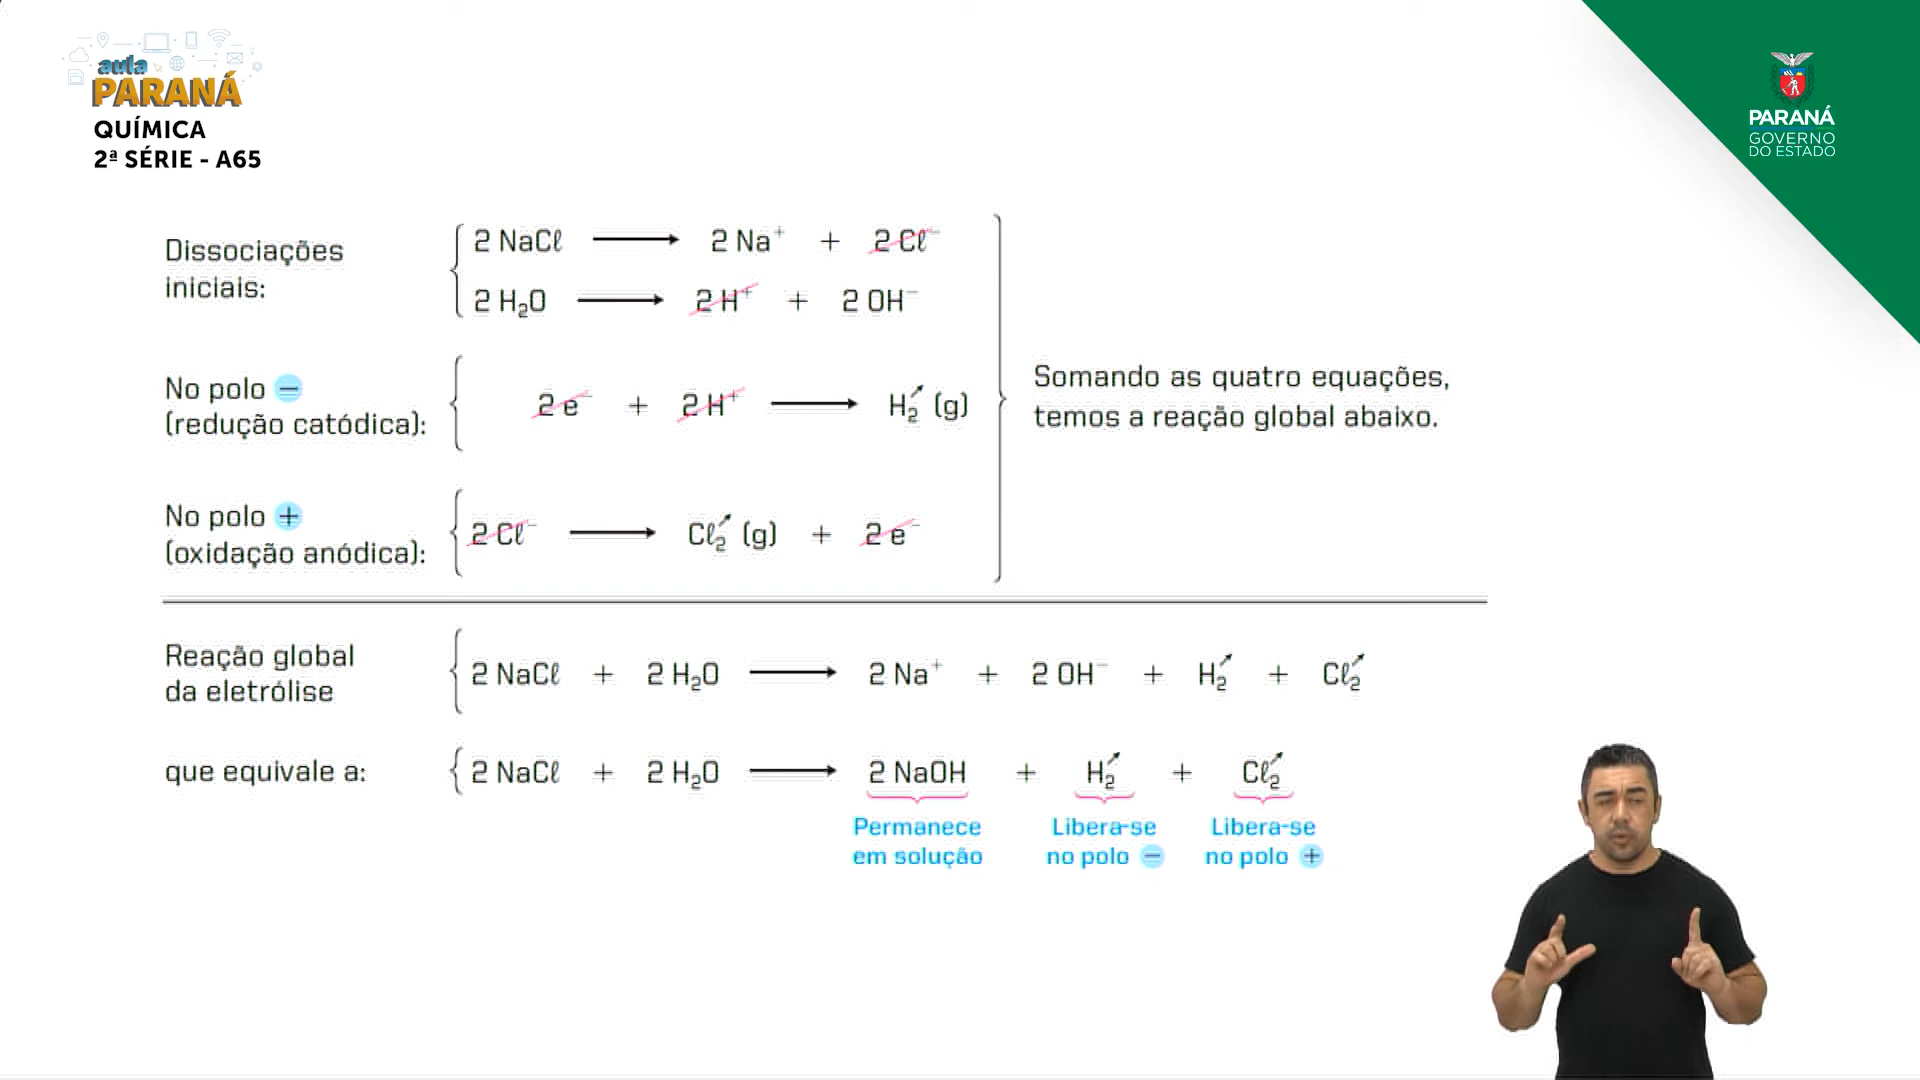 aula
PARANÁ
QUÍMICA
2ª SÉRIE - A65
PARANÁ
GOVERNO
DO ESTADO
Dissociações
iniciais:
2 NaCℓ ⟶ 2 Na⁺ + 2 Cℓ⁻
2 H₂O ⟶ 2 H⁺ + 2 OH⁻
No polo −
(redução catódica):
2 e⁻ + 2 H⁺ ⟶ H₂↗ (g)
No polo +
(oxidação anódica):
2 Cℓ⁻ ⟶ Cℓ₂↗ (g) + 2 e⁻
Somando as quatro equações,
temos a reação global abaixo.
Reação global
da eletrólise
2 NaCℓ + 2 H₂O ⟶ 2 Na⁺ + 2 OH⁻ + H₂↗ + Cℓ₂↗
que equivale a: 2 NaCℓ + 2 H₂O ⟶ 2 NaOH + H₂↗ + Cℓ₂↗
Permanece
em solução
Libera-se
no polo −
Libera-se
no polo +